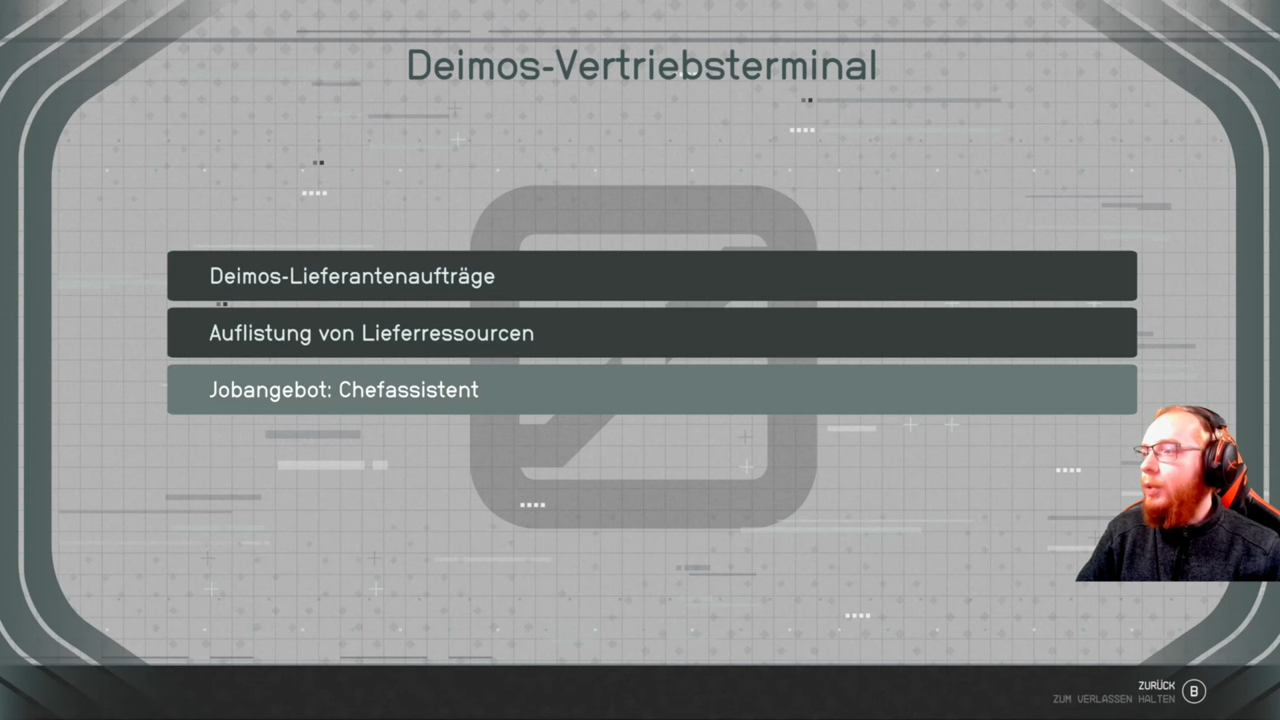 Deimos-Vertriebsterminal
Deimos-Lieferantenaufträge
Auflistung von Lieferressourcen
Jobangebot: Chefassistent
ZURÜCK
ZUM VERLASSEN HALTEN
B